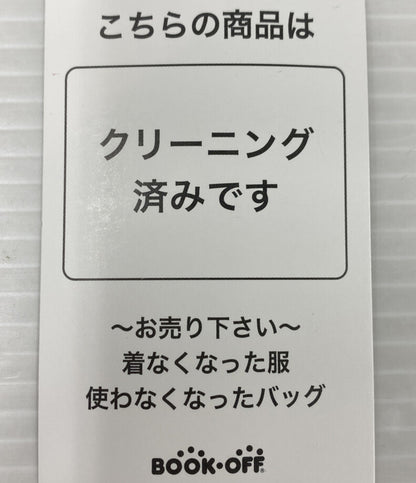 こちらの商品は
クリーニング
済みです
～お売り下さい～
着なくなった服
使わなくなったバッグ
BOOK・OFF